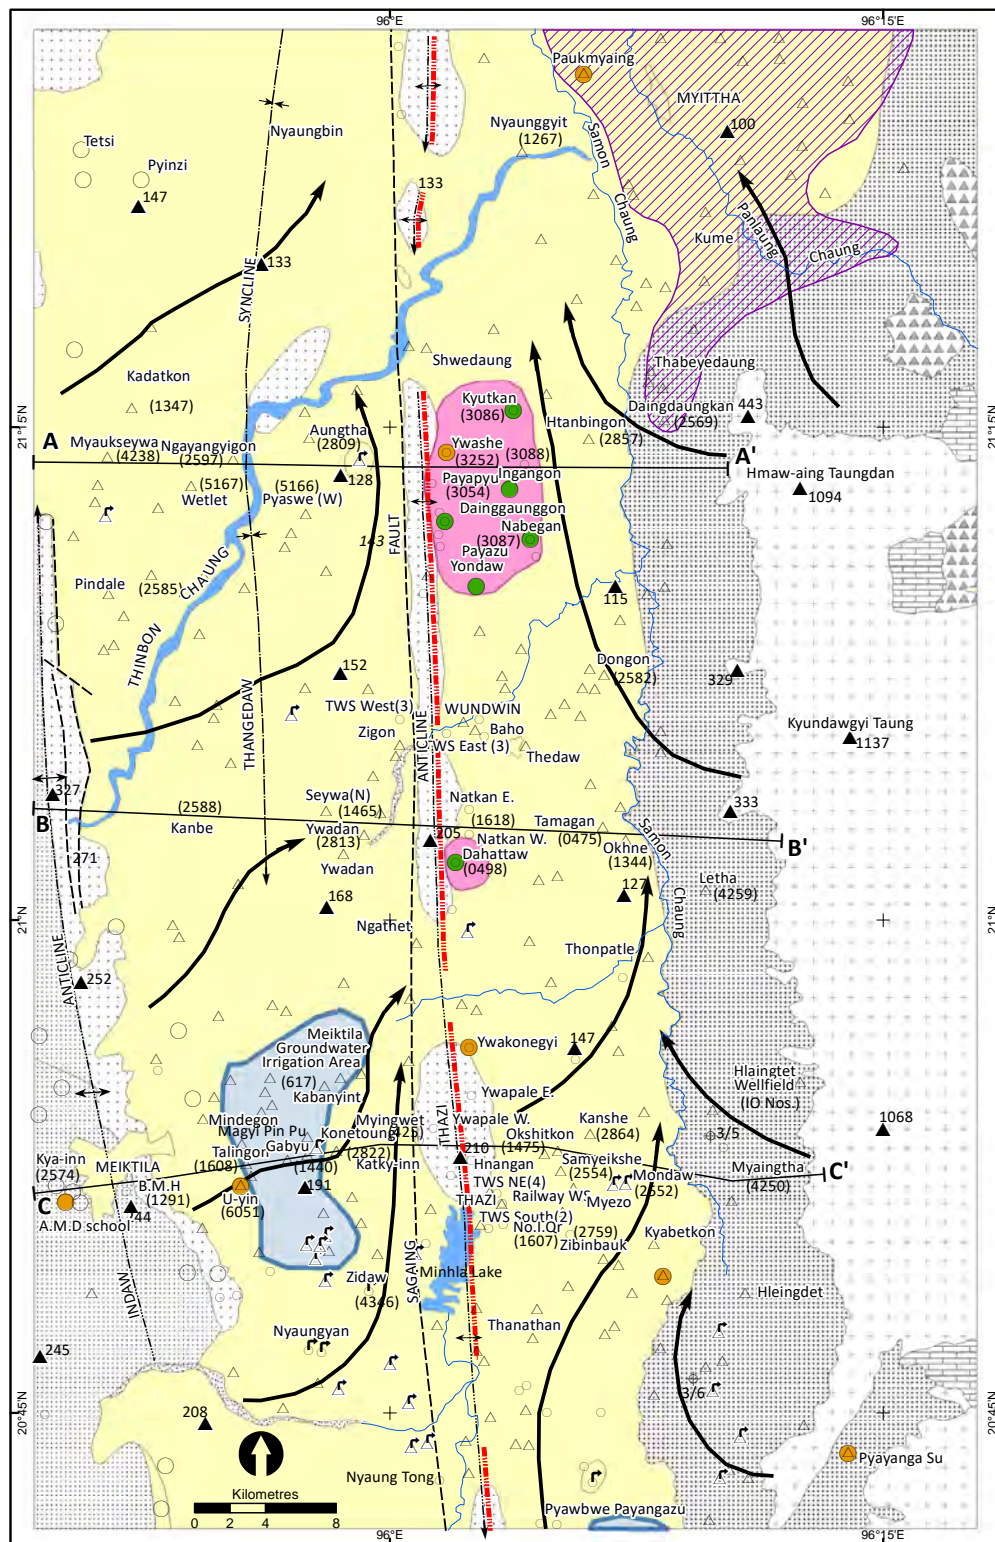 96°E
96°15'E
Paukmyaing
MYITTHA
100
Tetsi
Nyaungbin
Nyaunggyit
(1267)
Samon
Chaung
Pyinzi
147
133
Panlaung
Chaung
Kume
133
SYNCLINE
Shwedaung
Thabeyedaung
Kadatkon
(1347)
Kyutkan
(3086)
Htanbingon
(2857)
Daingdaungkan
(2569)
443
21°15'N
21°15'N
A
Myaukseywa
(4238)
Ngayangyigon
(2597)
Aungtha
(2809)
Ywashe
(3252)
(3088)
A'
Hmaw-aing Taungdan
1094
(5167)
Wetlet
(5166)
Pyaswe (W)
128
Payapyu
(3054)
Ingangon
Dainggaunggon
Nabegan
(3087)
143
FAULT
Payazu
Yondaw
Pindale
(2585)
CHAUNG
THINBON
115
Dongon
(2582)
152
329
THANGEDAW
TWS West(3)
WUNDWIN
Zigon
Baho
TWS East (3)
Thedaw
ANTICLINE
Kyundawgyi Taung
1137
327
B
(2588)
Kanbe
Seywa(N)
(1465)
Natkan E.
(1618)
Tamagan
(0475)
333
Samon
Chaung
B'
Ywadan
(2813)
205
Natkan W.
Dahattaw
(0498)
Okhne
(1344)
271
Ywadan
127
Letha
(4259)
168
21°N
21°N
Ngathet
Thonpatle
ANTICLINE
252
Meiktila
Groundwater
Irrigation Area
(617)
Kabanyint
Ywakonegyi
147
Hlaingtet
Wellfield
(IO Nos.)
Ywapale E.
Mindegon
Magyi Pin Pu
Gabyu
Myingwet
(425)
Konetoung
(2822)
THAZI
Ywapale W.
Kanshe
(2864)
3/5
1068
Talingon
(1608)
(1440)
Okshitkon
(1475)
210
Kya-inn
(2574)
MEIKTILA
B.M.H
(1291)
Katky-inn
Hnangan
Samyeikshe
(2554)
Mondaw
(2552)
Myaingtha
(4250)
C'
C
U-yin
(6051)
191
TWS NE(4)
THAZI
Railway WS
Myezo
A.M.D school
44
TWS South(2)
No.I.Qr
(1607)
(2759)
Zibinbauk
Kyabetkon
INDAW
SAGAING
Minhla Lake
Zidaw
(4346)
Hleingdet
Nyaungyan
Thanathan
245
3/6
20°45'N
20°45'N
208
Kilometres
0 2 4 8
Nyaung Tong
Pyayanga Su
Pyawbwe Payangazu
96°E
96°15'E